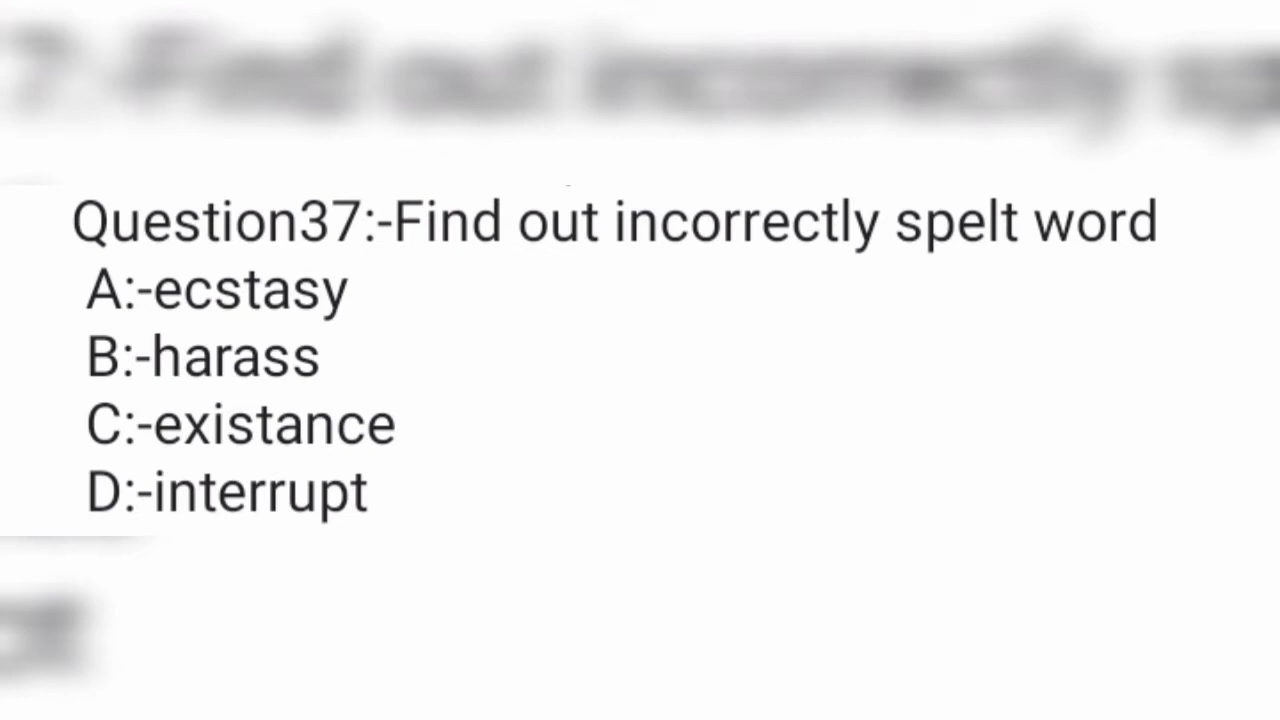 Question37:-Find out incorrectly spelt word
A:-ecstasy
B:-harass
C:-existance
D:-interrupt